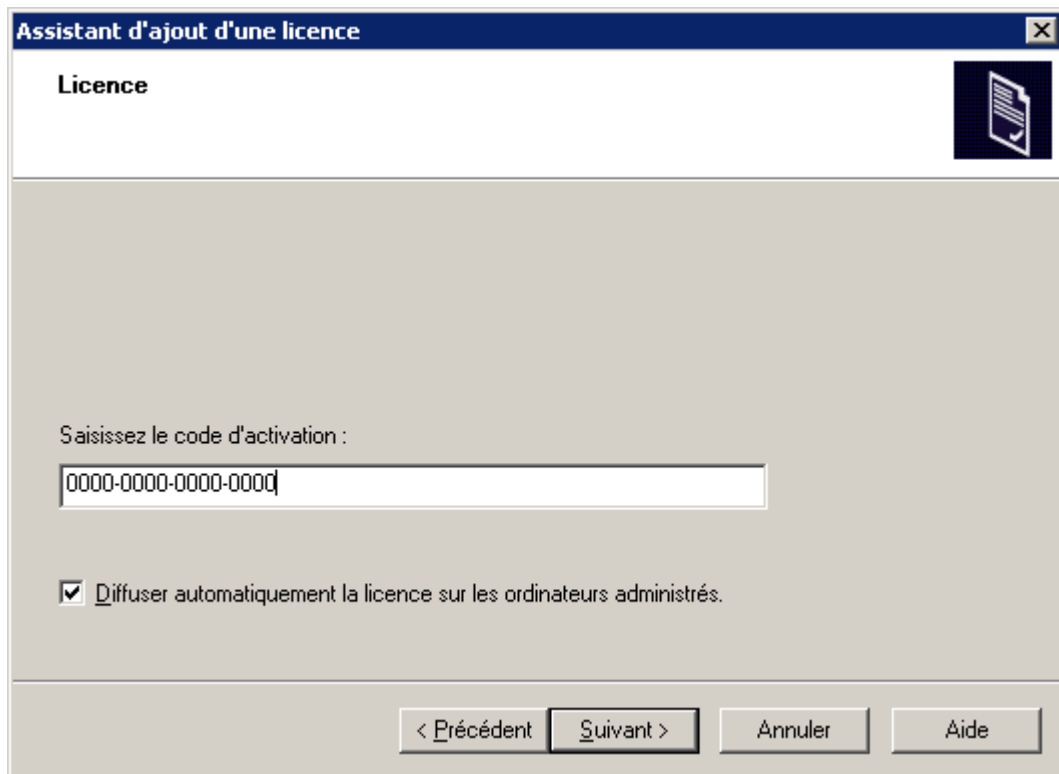 Assistant d'ajout d'une licence
Licence
Saisissez le code d'activation :
0000-0000-0000-0000
Diffuser automatiquement la licence sur les ordinateurs administrés.
< Précédent Suivant > Annuler Aide